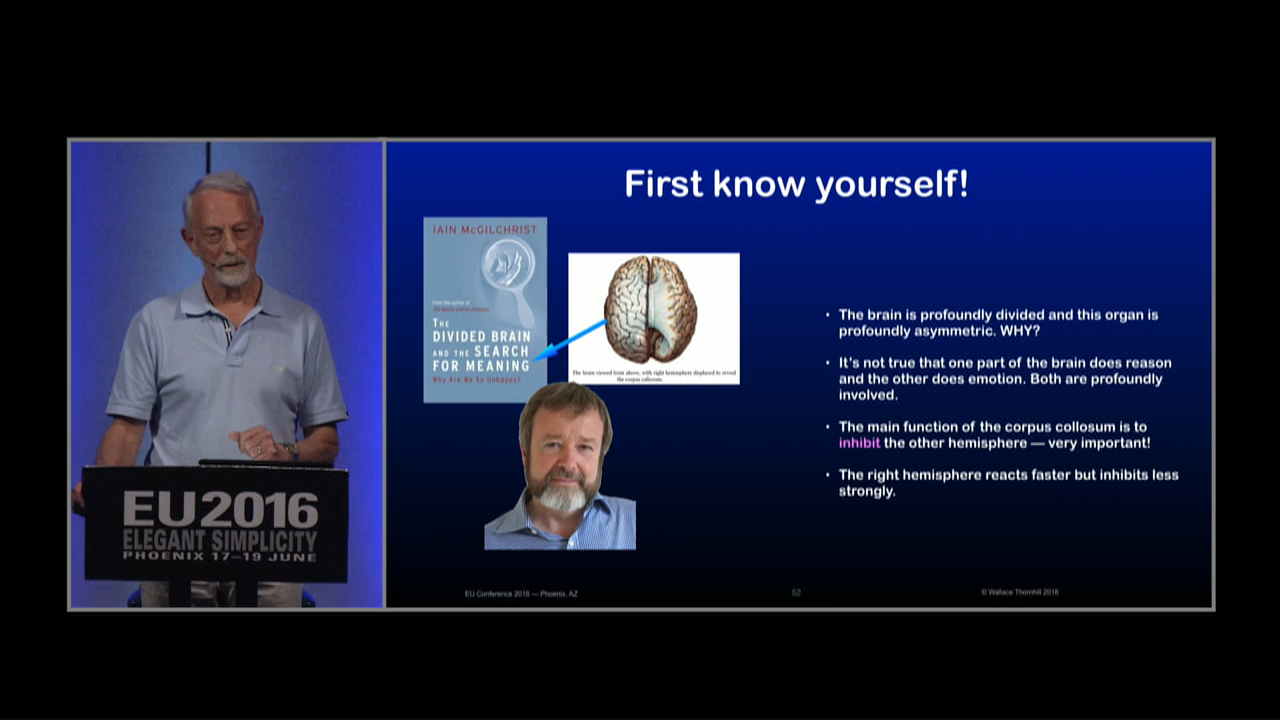 First know yourself!
IAIN McGILCHRIST
From the author of
The Master and His Emissary
THE
DIVIDED BRAIN
AND THE SEARCH
FOR MEANING
Why Are We So Unhappy?
The brain viewed from above, with right hemisphere displaced to reveal
the corpus callosum.
• The brain is profoundly divided and this organ is
profoundly asymmetric. WHY?
• It's not true that one part of the brain does reason
and the other does emotion. Both are profoundly
involved.
• The main function of the corpus collosum is to
inhibit the other hemisphere — very important!
• The right hemisphere reacts faster but inhibits less
strongly.
EU2016
ELEGANT SIMPLICITY
PHOENIX 17–19 JUNE
EU Conference 2016 — Phoenix, AZ
52
© Wallace Thornhill 2016